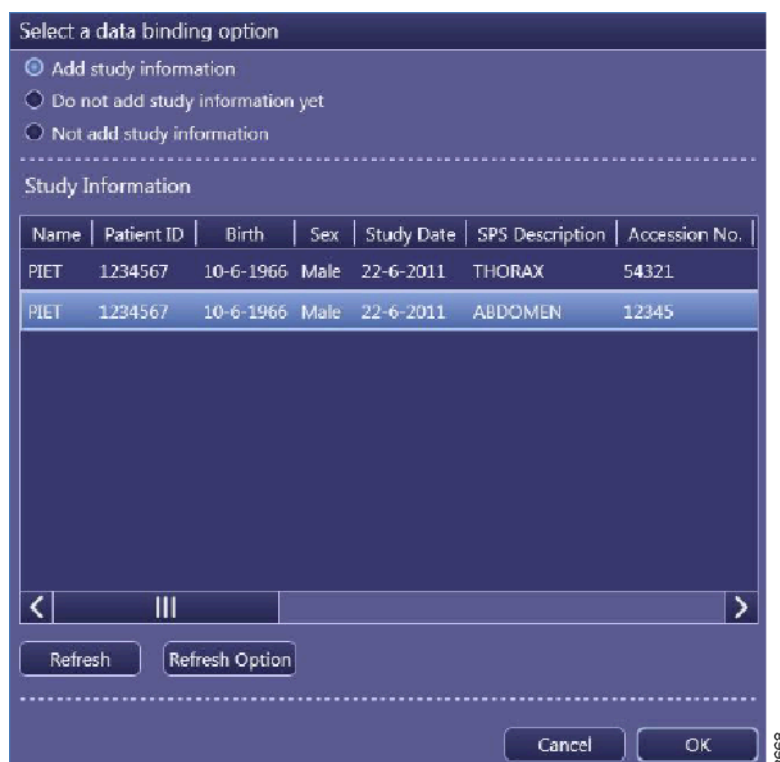 Select a data binding option
Add study information
Do not add study information yet
Not add study information
Study Information
Name Patient ID Birth Sex Study Date SPS Description Accession No.
PIET 1234567 10-6-1966 Male 22-6-2011 THORAX 54321
PIET 1234567 10-6-1966 Male 22-6-2011 ABDOMEN 12345
Refresh Refresh Option
Cancel OK